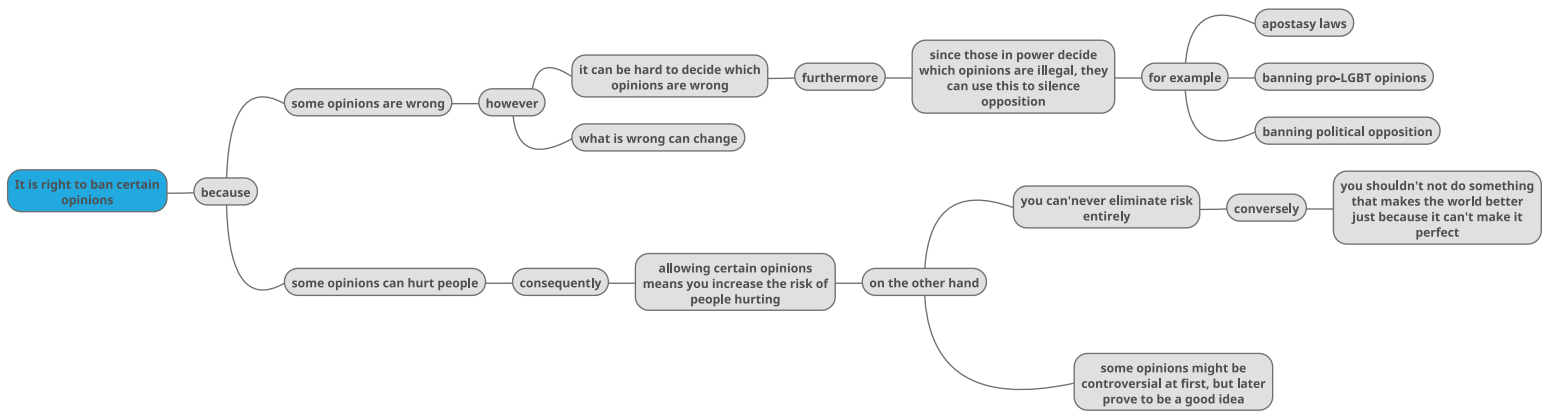 It is right to ban certain
opinions
because
some opinions are wrong
however
it can be hard to decide which
opinions are wrong
furthermore
since those in power decide
which opinions are illegal, they
can use this to silence
opposition
for example
apostasy laws
banning pro-LGBT opinions
banning political opposition
what is wrong can change
some opinions can hurt people
consequently
allowing certain opinions
means you increase the risk of
people hurting
on the other hand
you can'never eliminate risk
entirely
conversely
you shouldn't not do something
that makes the world better
just because it can't make it
perfect
some opinions might be
controversial at first, but later
prove to be a good idea